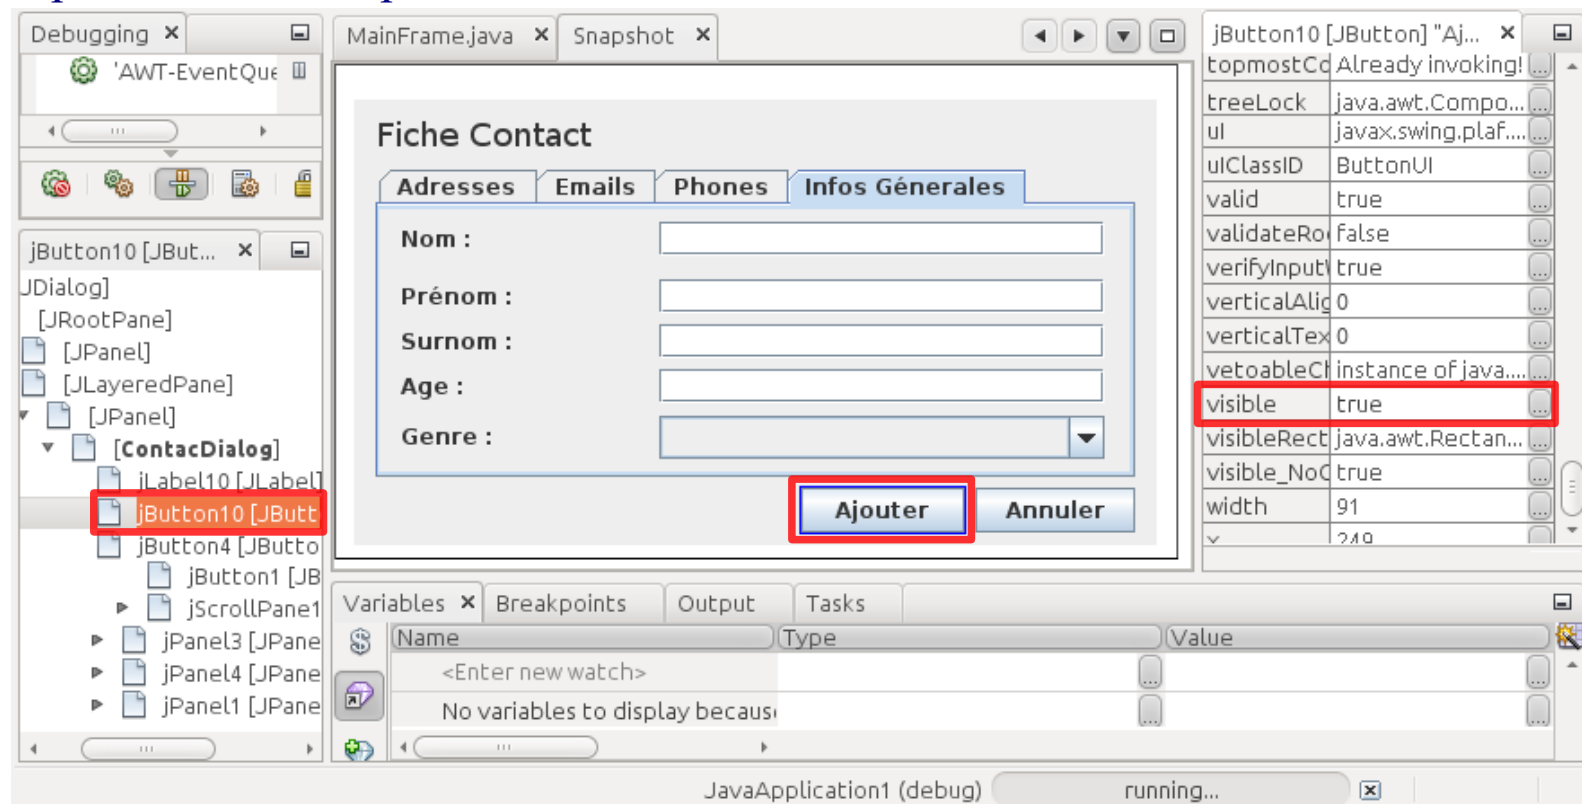 Debugging
'AWT-EventQue
MainFrame.java
Snapshot
jButton10 [JButton] "Aj...
topmostCo Already invoking! ...
treeLock java.awt.Compo... ...
uI javax.swing.plaf.... ...
uIClassID ButtonUI ...
valid true ...
validateRo false ...
verifyInput true ...
verticalAlig 0 ...
verticalTex 0 ...
vetoableCh instance of java.... ...
visible true ...
visibleRect java.awt.Rectan... ...
visible_NoC true ...
width 91 ...
jButton10 [JBut...
JDialog]
[JRootPane]
[JPanel]
[JLayeredPane]
[JPanel]
[ContacDialog]
jLabel10 [JLabel]
jButton10 [JButt
jButton4 [JButto
jButton1 [JB
jScrollPane1
jPanel3 [JPane
jPanel4 [JPane
jPanel1 [JPane
Fiche Contact
Adresses Emails Phones Infos Génerales
Nom :
Prénom :
Surnom :
Age :
Genre :
Ajouter Annuler
Variables Breakpoints Output Tasks
Name Type Value
<Enter new watch> ... ...
No variables to display becaus ... ...
JavaApplication1 (debug) running...